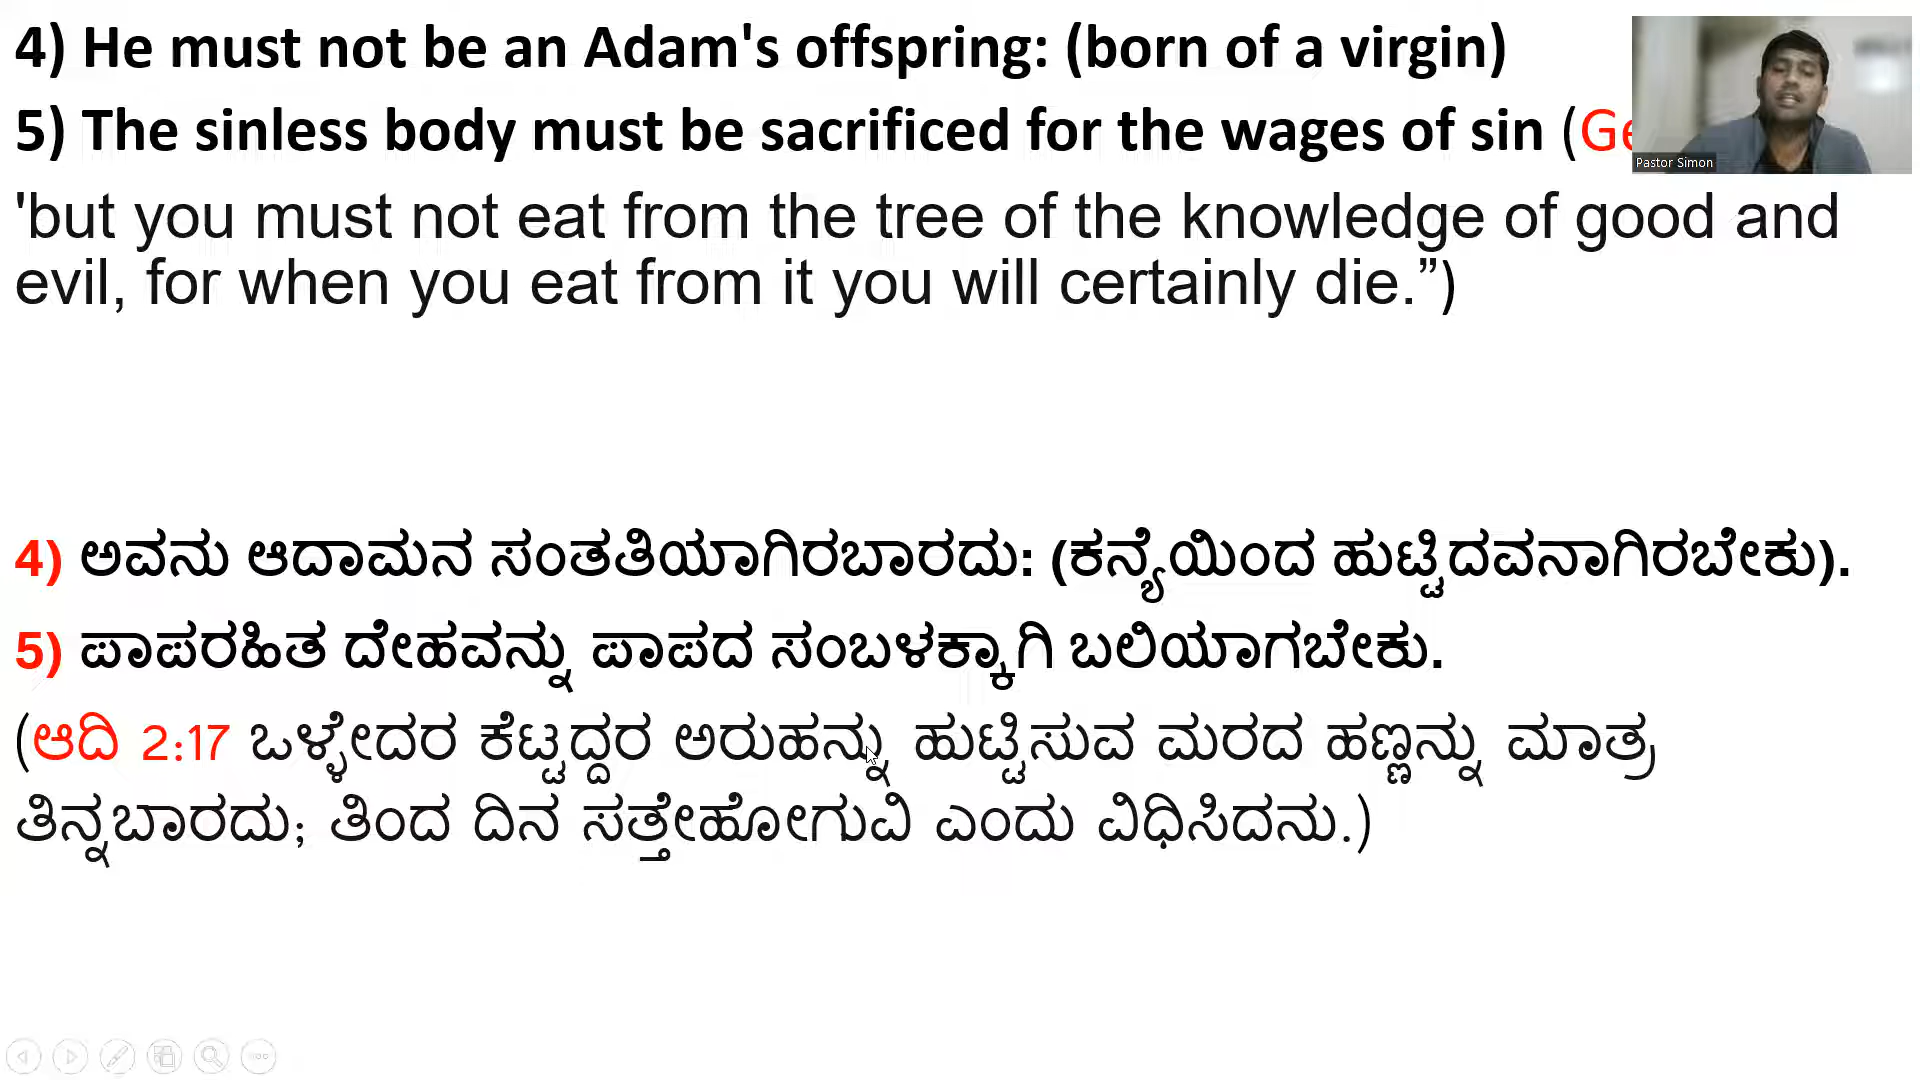 4) He must not be an Adam's offspring: (born of a virgin)
5) The sinless body must be sacrificed for the wages of sin (
Pastor Simon
'but you must not eat from the tree of the knowledge of good and
evil, for when you eat from it you will certainly die.”)
4) ಅವನು ಆದಾಮನ ಸಂತತಿಯಾಗಿರಬಾರದು: (ಕನ್ಯೆಯಿಂದ ಹುಟ್ಟಿದವನಾಗಿರಬೇಕು).
5) ಪಾಪರಹಿತ ದೇಹವನ್ನು ಪಾಪದ ಸಂಬಳಕ್ಕಾಗಿ ಬಲಿಯಾಗಬೇಕು.
(ಆದಿ 2:17 ಒಳ್ಳೇದರ ಕೆಟ್ಟದ್ದರ ಅರುಹನ್ನು ಹುಟ್ಟಿಸುವ ಮರದ ಹಣ್ಣನ್ನು ಮಾತ್ರ
ತಿನ್ನಬಾರದು; ತಿಂದ ದಿನ ಸತ್ತೇಹೋಗುವಿ ಎಂದು ವಿಧಿಸಿದನು.)